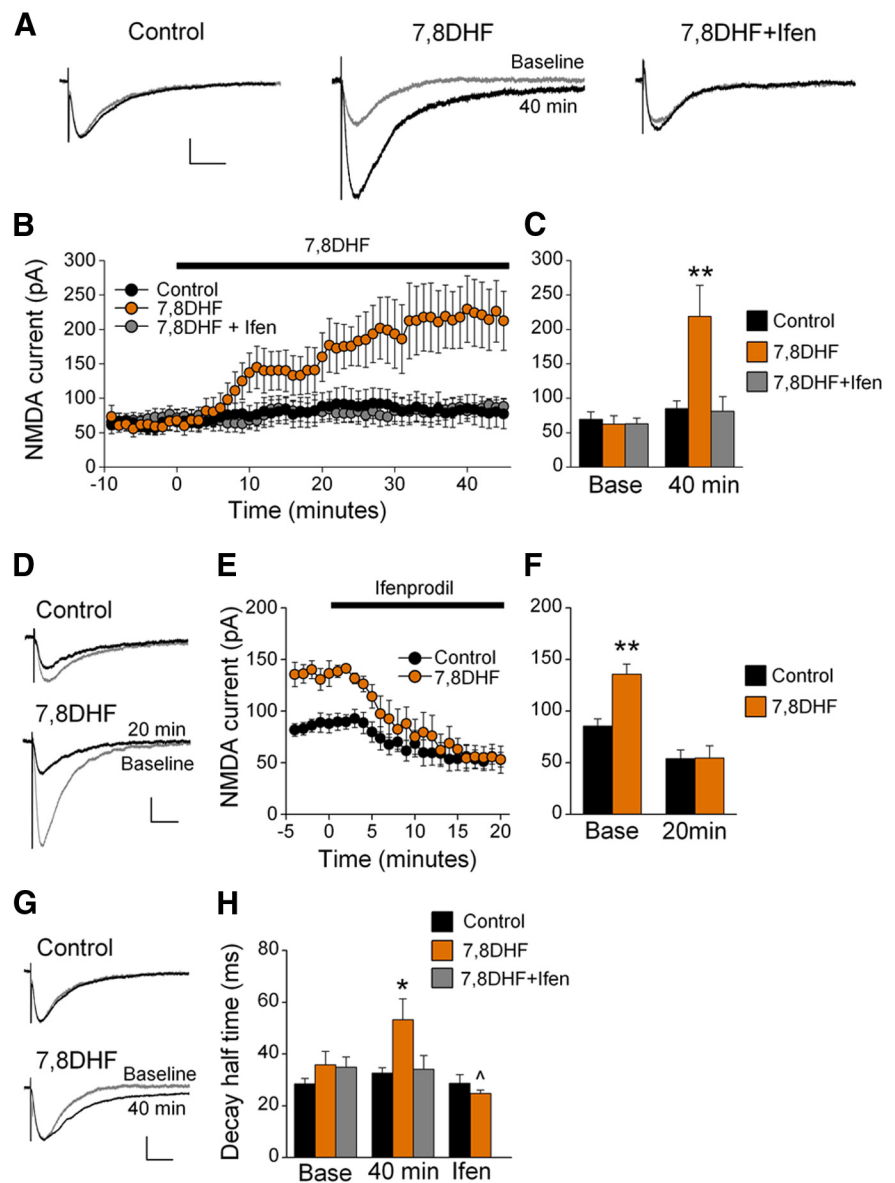 A
Control
7,8DHF
7,8DHF+Ifen
Baseline
40 min
B
7,8DHF
NMDA current (pA)
300
250
200
150
100
50
0
Control
7,8DHF
7,8DHF + Ifen
-10
0
10
20
30
40
Time (minutes)
C
300
250
200
150
100
50
0
**
Base
40 min
Control
7,8DHF
7,8DHF+Ifen
D
Control
7,8DHF
20 min
Baseline
E
Ifenprodil
NMDA current (pA)
200
150
100
50
0
Control
7,8DHF
-5
0
5
10
15
20
Time (minutes)
F
200
150
100
50
0
**
Base
20min
Control
7,8DHF
G
Control
7,8DHF
Baseline
40 min
H
Control
7,8DHF
7,8DHF+Ifen
Decay half time (ms)
80
60
40
20
0
*
^
Base
40 min
Ifen